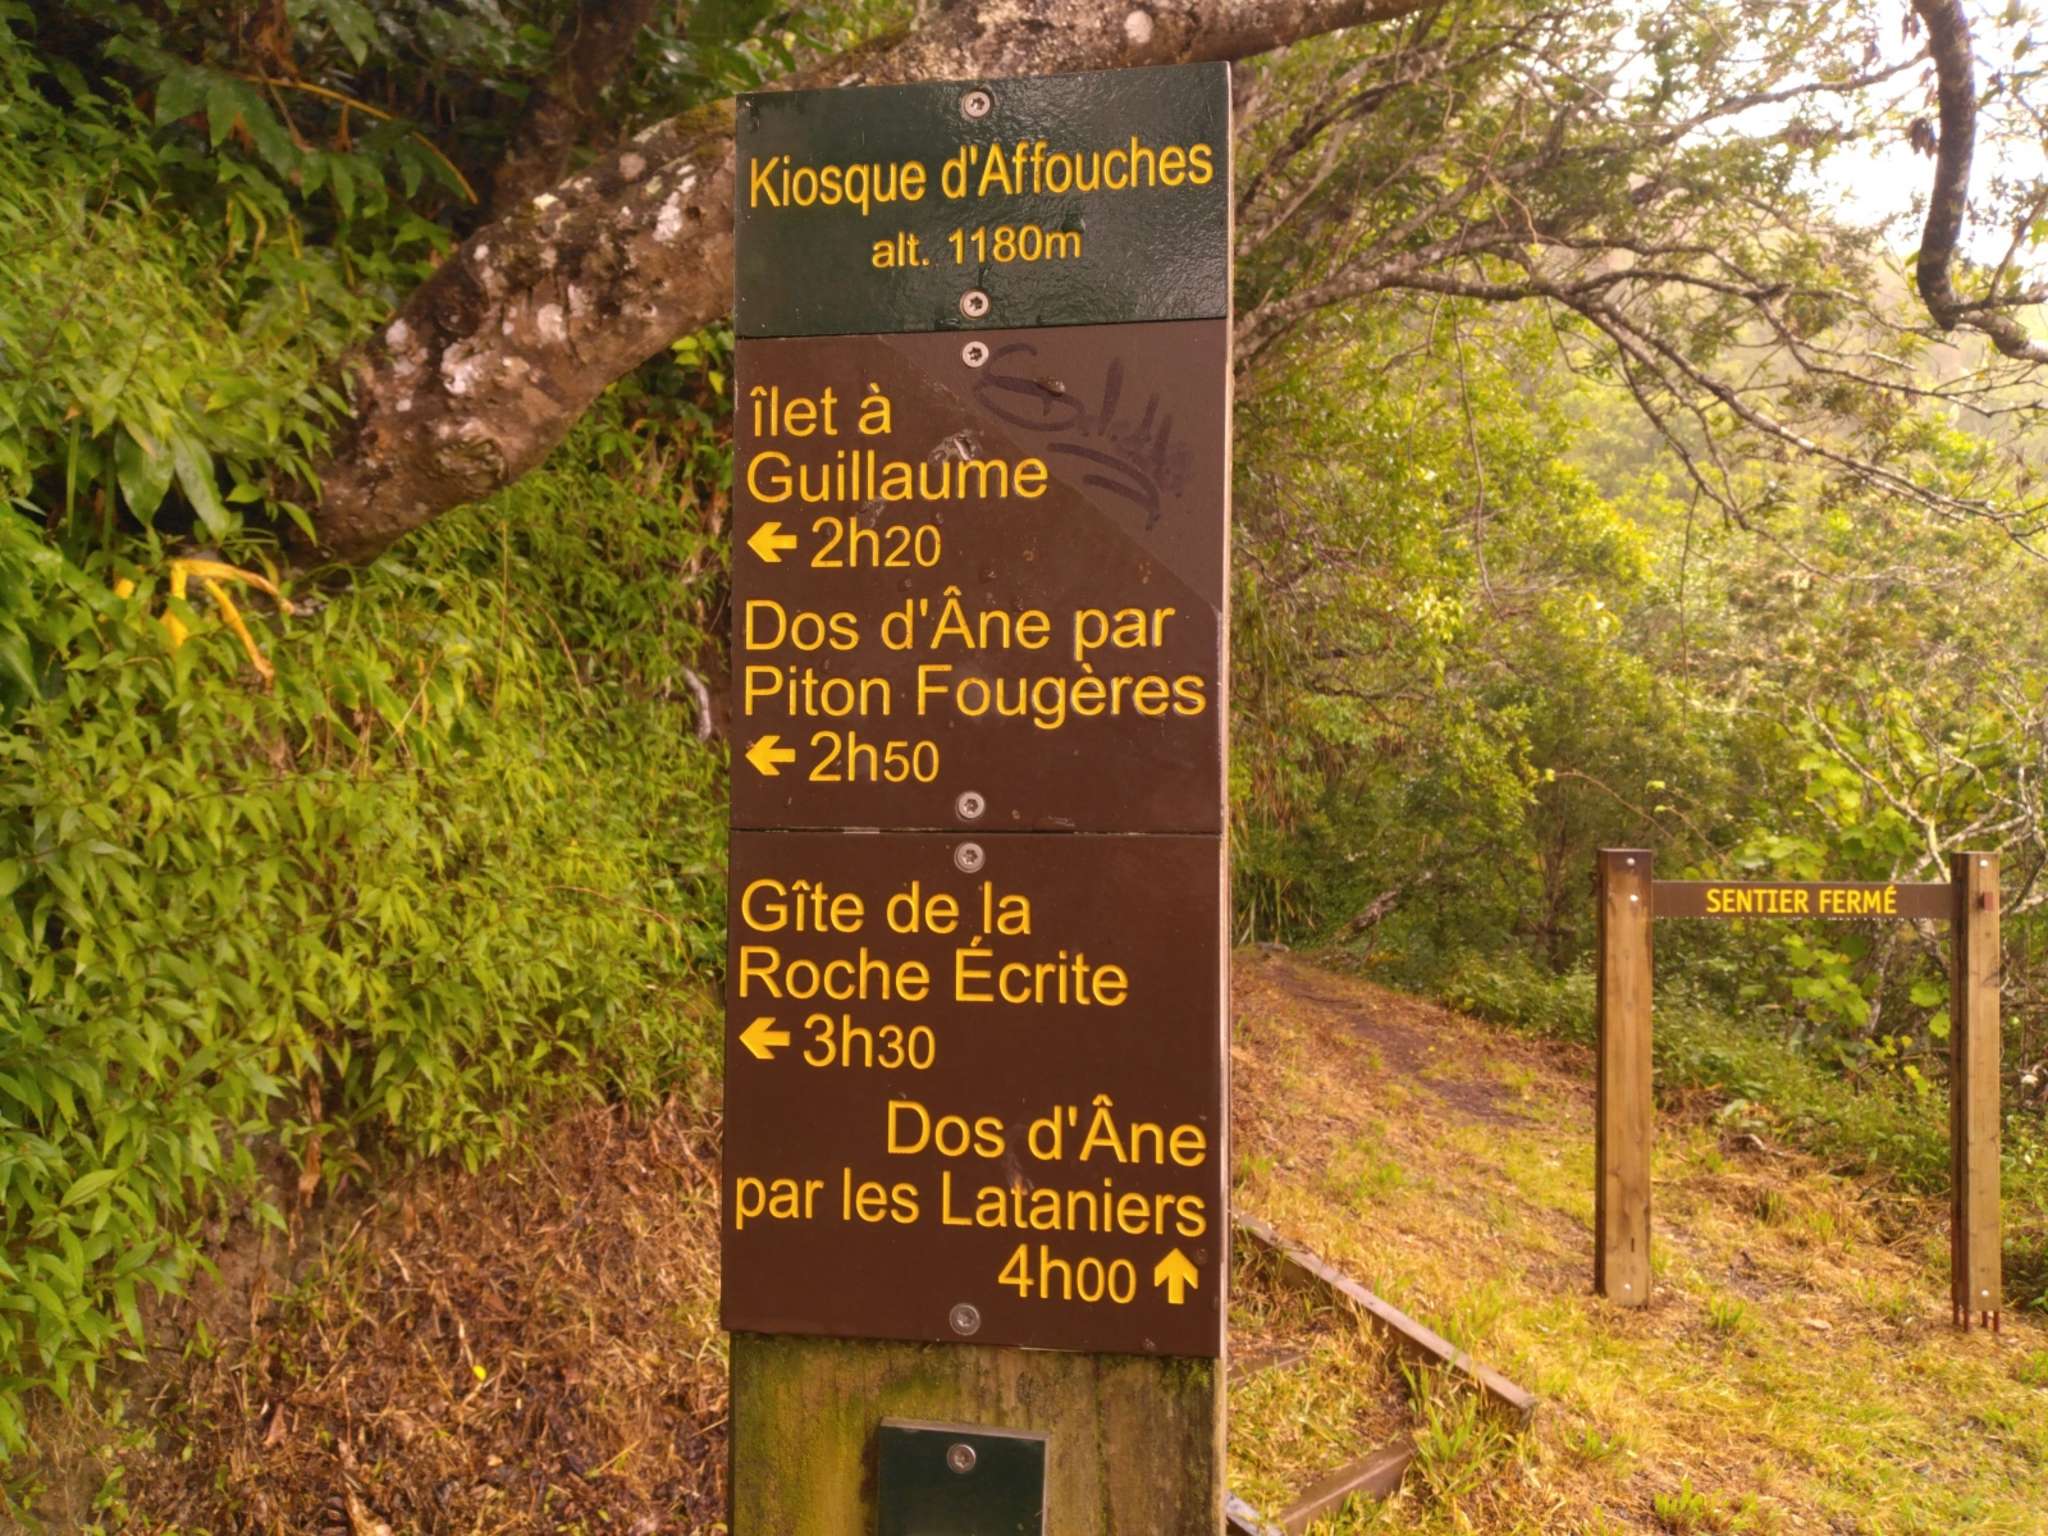 Kiosque d'Affouches
alt. 1180m
îlet à
Guillaume
← 2h20
Dos d'Âne par
Piton Fougères
← 2h50
Gîte de la
Roche Écrite
← 3h30
Dos d'Âne
par les Lataniers
4h00 ↑
SENTIER FERMÉ